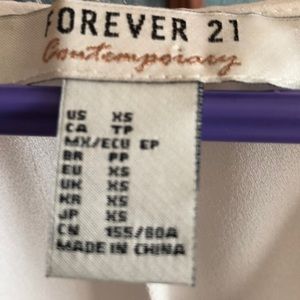 FOREVER 21
Contemporary
US XS
CA TP
MX/ECU EP
BR PP
EU XS
UK XS
KR XS
JP XS
CN 155/80A
MADE IN CHINA